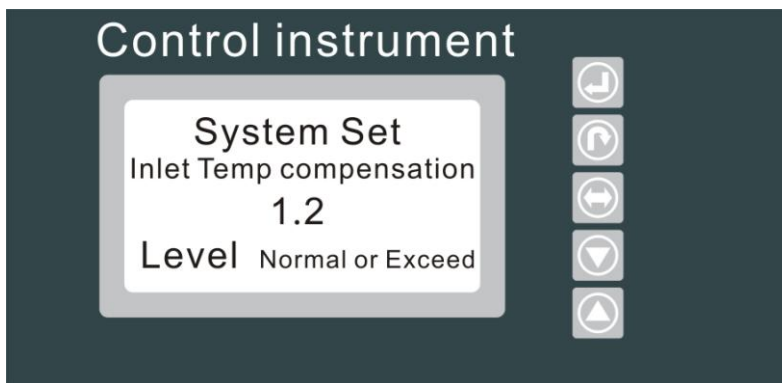 Control instrument
System Set
Inlet Temp compensation
1.2
Level Normal or Exceed